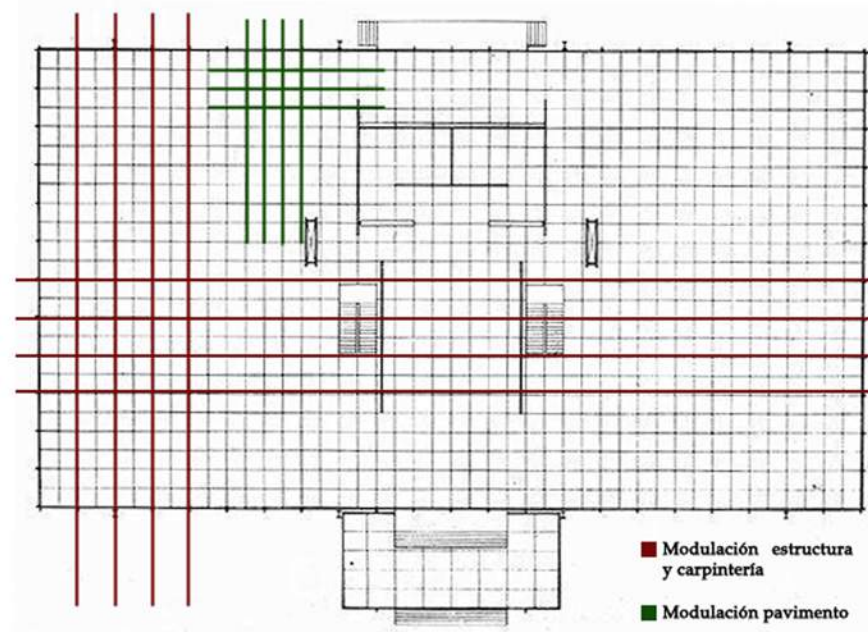 Modulación estructura
y carpintería
Modulación pavimento